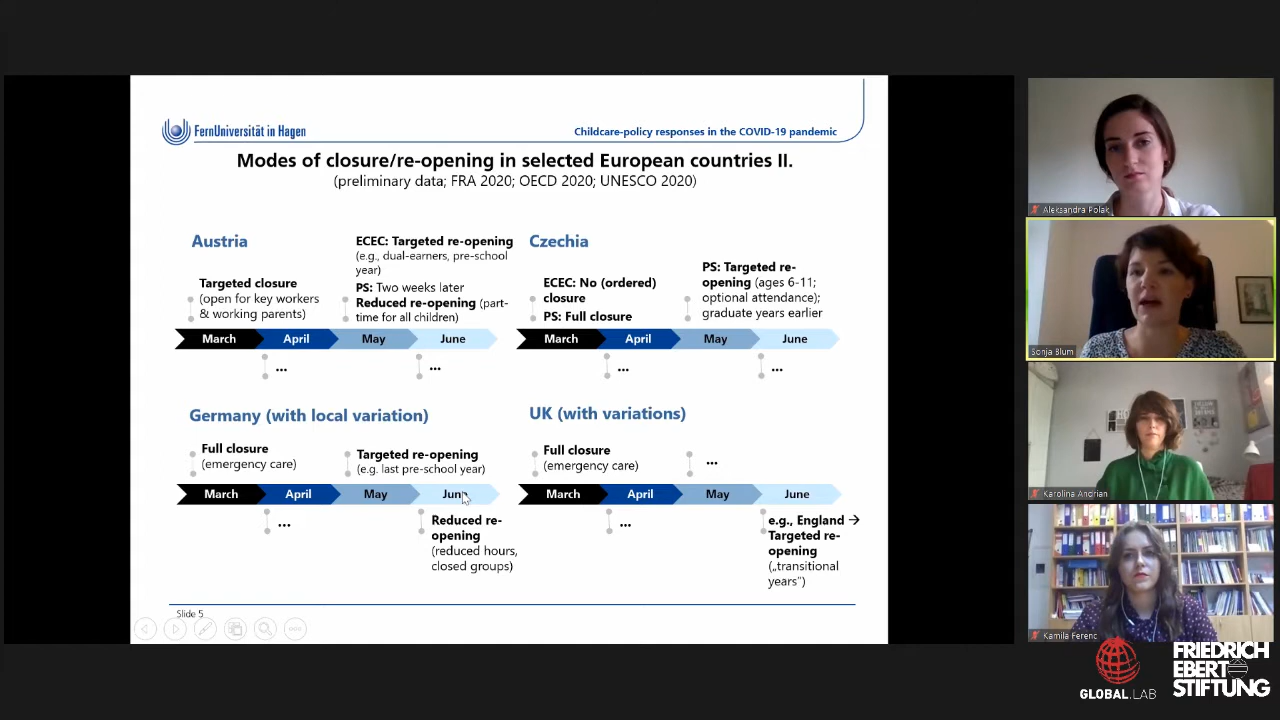 FernUniversität in Hagen
Childcare-policy responses in the COVID-19 pandemic
Modes of closure/re-opening in selected European countries II.
(preliminary data; FRA 2020; OECD 2020; UNESCO 2020)
Austria
Targeted closure
(open for key workers
& working parents)
ECEC: Targeted re-opening
(e.g., dual-earners, pre-school
year)
PS: Two weeks later
Reduced re-opening (part-
time for all children)
March
April
May
June
...
...
Czechia
ECEC: No (ordered)
closure
PS: Full closure
PS: Targeted re-
opening (ages 6-11;
optional attendance);
graduate years earlier
March
April
May
June
...
...
Germany (with local variation)
Full closure
(emergency care)
Targeted re-opening
(e.g. last pre-school year)
March
April
May
June
...
Reduced re-
opening
(reduced hours,
closed groups)
UK (with variations)
Full closure
(emergency care)
...
March
April
May
June
...
e.g., England →
Targeted re-
opening
(„transitional
years")
Slide 5
Aleksandra Polak
Sonja Blum
Karolina Andrian
Kamila Ferenc
GLOBAL.LAB
FRIEDRICH
EBERT
STIFTUNG